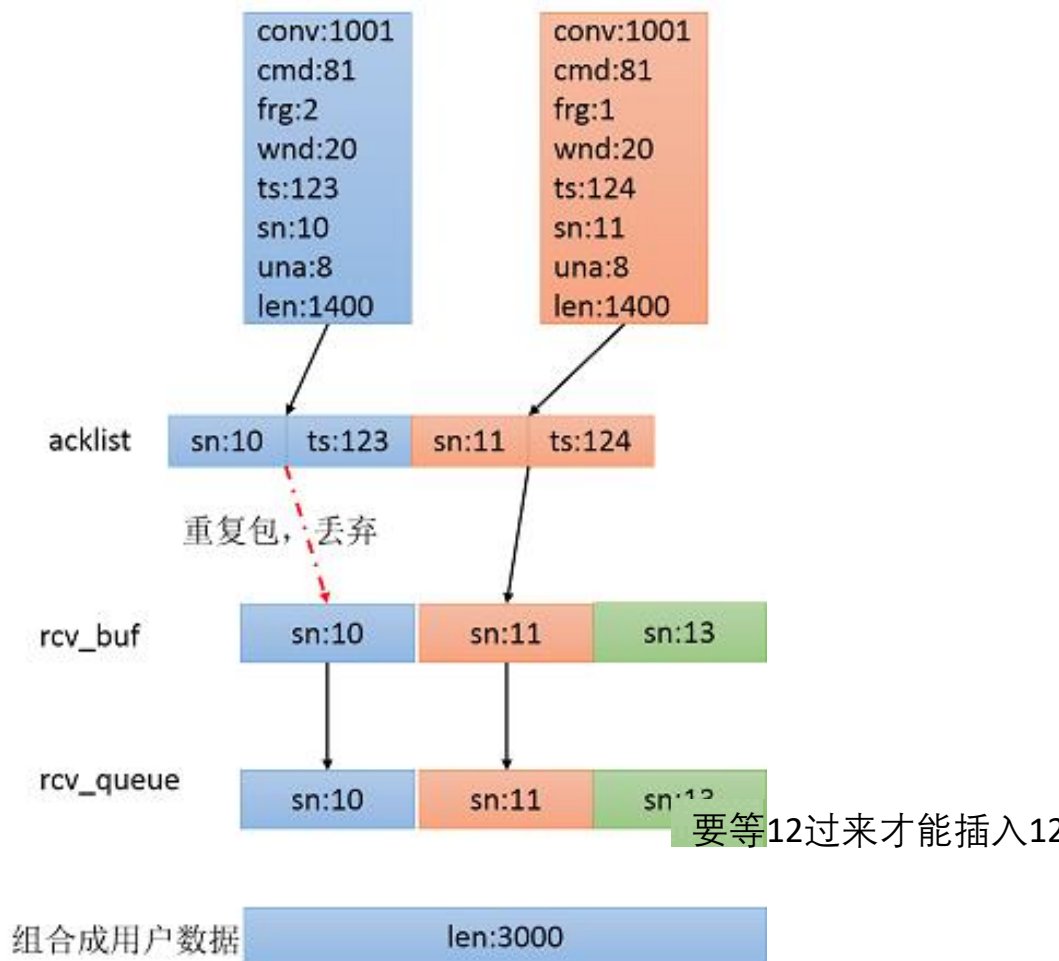 conv:1001
cmd:81
frg:2
wnd:20
ts:123
sn:10
una:8
len:1400
conv:1001
cmd:81
frg:1
wnd:20
ts:124
sn:11
una:8
len:1400
acklist sn:10 ts:123 sn:11 ts:124
重复包，丢弃
rcv_buf sn:10 sn:11 sn:13
rcv_queue sn:10 sn:11 sn:13
要等12过来才能插入12
组合成用户数据 len:3000